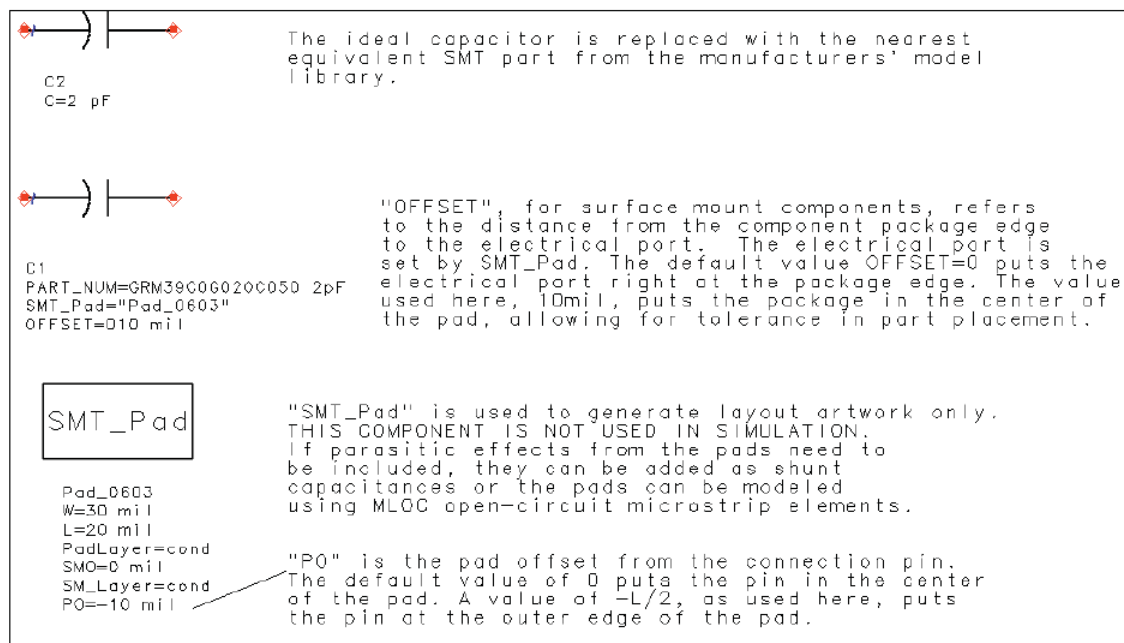 The ideal capacitor is replaced with the nearest
equivalent SMT part from the manufacturers' model
library.
C2
C=2 pF
"OFFSET", for surface mount components, refers
to the distance from the component package edge
to the electrical port. The electrical port is
set by SMT_Pad. The default value OFFSET=0 puts the
electrical port right at the package edge. The value
used here, 10mil, puts the package in the center of
the pad, allowing for tolerance in part placement.
C1
PART_NUM=GRM39C0G020C050 2pF
SMT_Pad="Pad_0603"
OFFSET=010 mil
SMT_Pad
"SMT_Pad" is used to generate layout artwork only.
THIS COMPONENT IS NOT USED IN SIMULATION.
If parasitic effects from the pads need to
be included, they can be added as shunt
capacitances or the pads can be modeled
using MLOC open-circuit microstrip elements.
Pad_0603
W=30 mil
L=20 mil
PadLayer=cond
SMO=0 mil
SM_Layer=cond
PO=-10 mil
"PO" is the pad offset from the connection pin.
The default value of 0 puts the pin in the center
of the pad. A value of -L/2, as used here, puts
the pin at the outer edge of the pad.